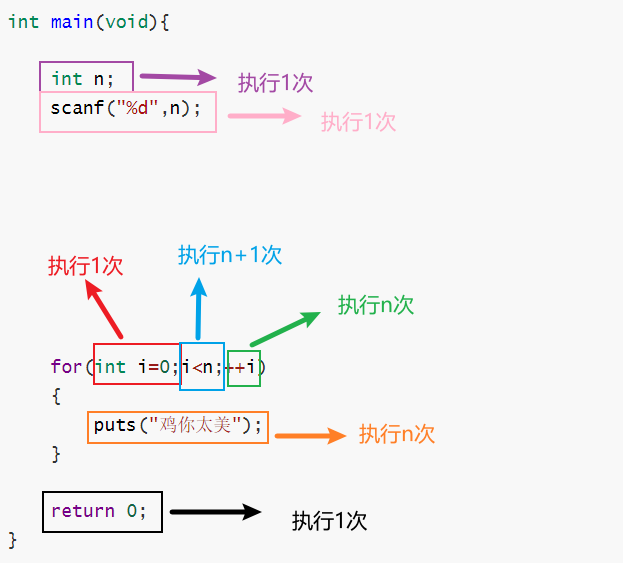 int main(void){
int n;
执行1次
scanf("%d",n);
执行1次
执行1次
执行n+1次
执行n次
for(int i=0;i<n;++i)
{
puts("鸡你太美");
执行n次
}
return 0;
执行1次
}